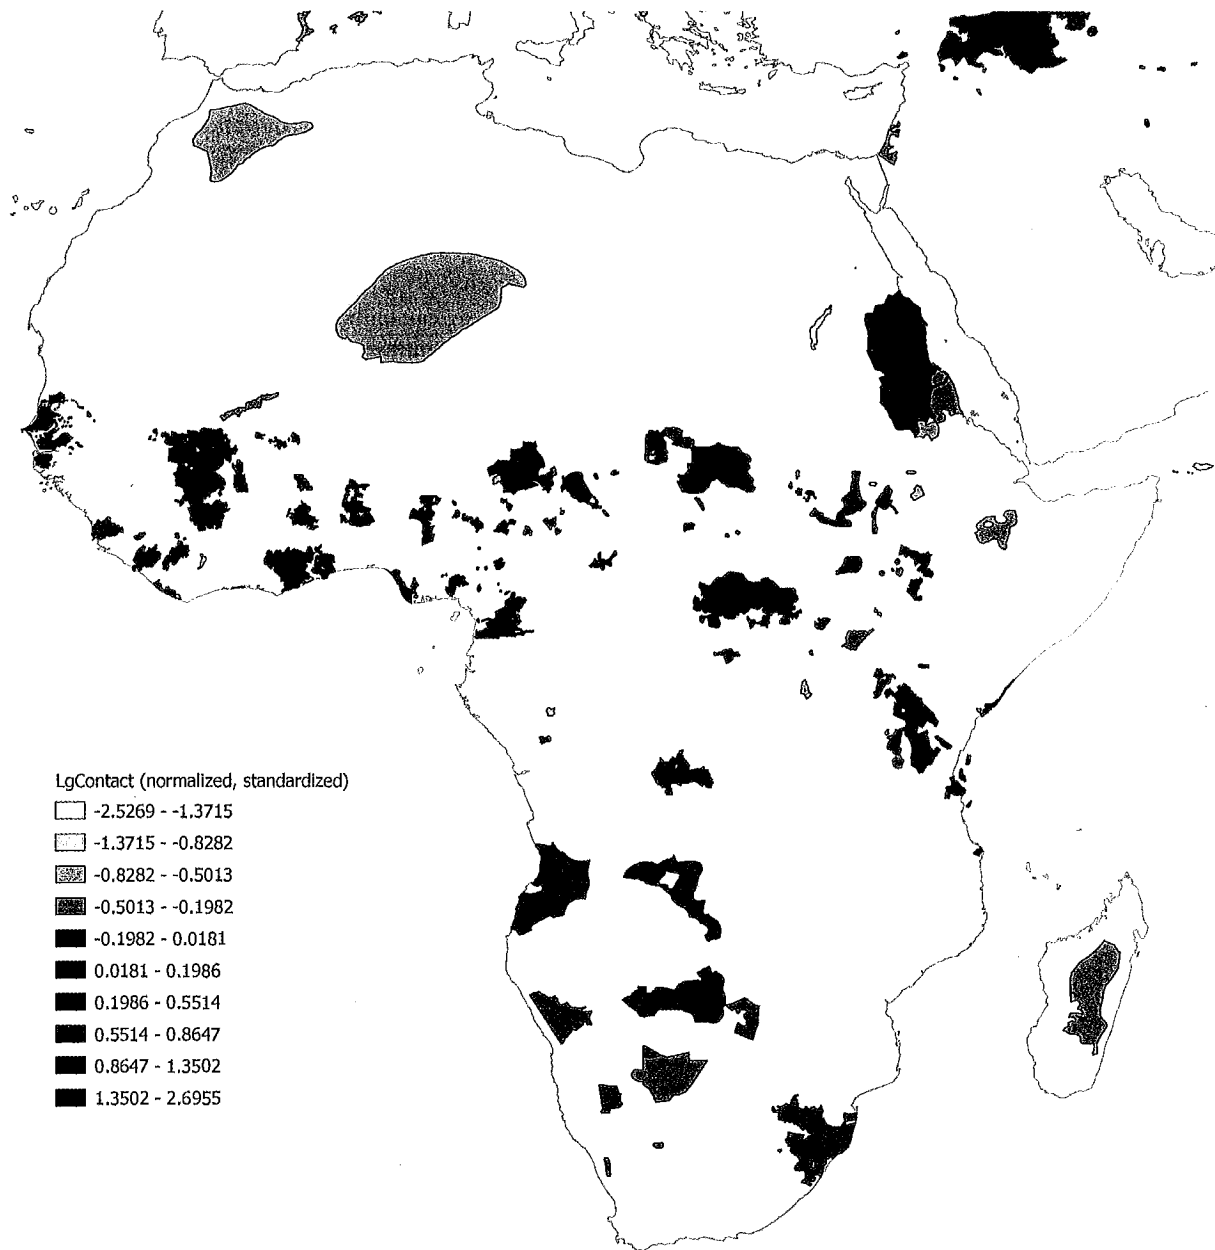 LgContact (normalized, standardized)
-2.5269 - -1.3715
-1.3715 - -0.8282
-0.8282 - -0.5013
-0.5013 - -0.1982
-0.1982 - 0.0181
0.0181 - 0.1986
0.1986 - 0.5514
0.5514 - 0.8647
0.8647 - 1.3502
1.3502 - 2.6955